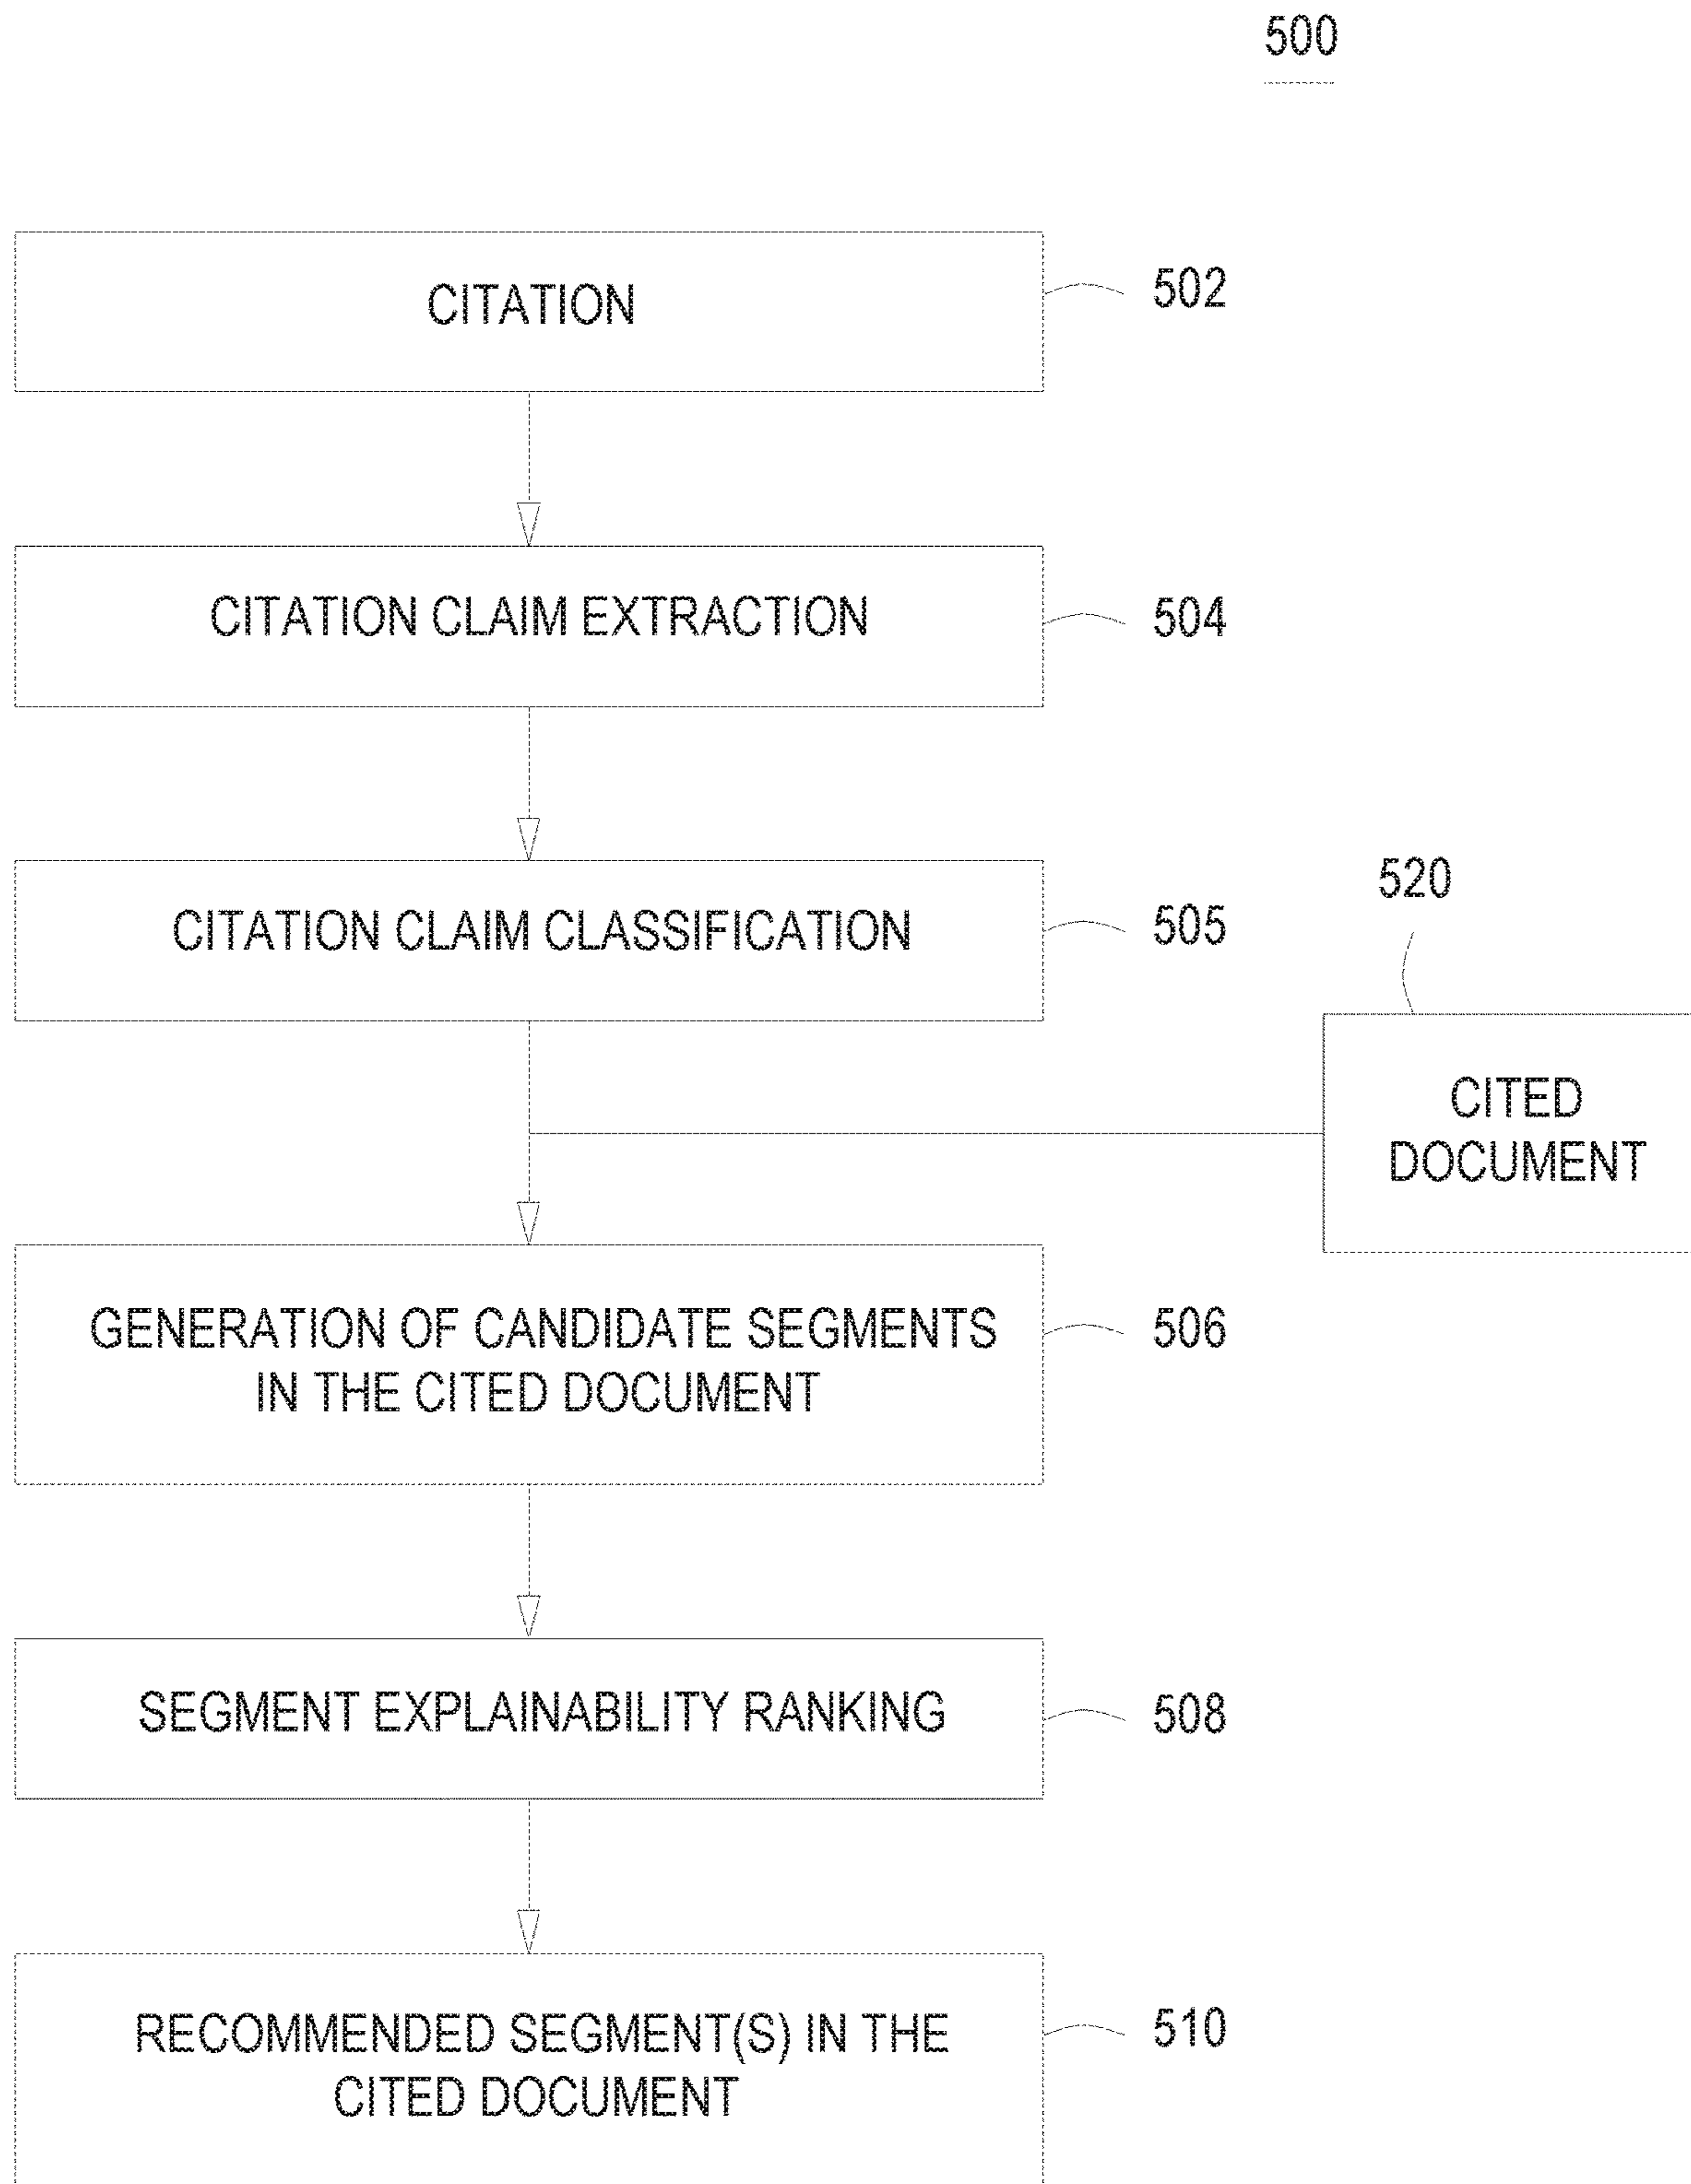 500
CITATION
502
CITATION CLAIM EXTRACTION
504
CITATION CLAIM CLASSIFICATION
505
520
CITED
DOCUMENT
GENERATION OF CANDIDATE SEGMENTS
IN THE CITED DOCUMENT
506
SEGMENT EXPLAINABILITY RANKING
508
RECOMMENDED SEGMENT(S) IN THE
CITED DOCUMENT
510